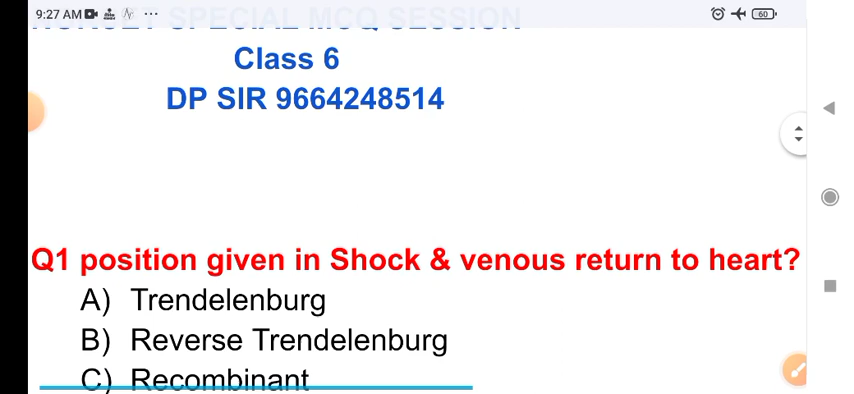 9:27 AM ...
60
SPECIAL MCQ SESSION
Class 6
DP SIR 9664248514
Q1 position given in Shock & venous return to heart?
A) Trendelenburg
B) Reverse Trendelenburg
C) Recombinant